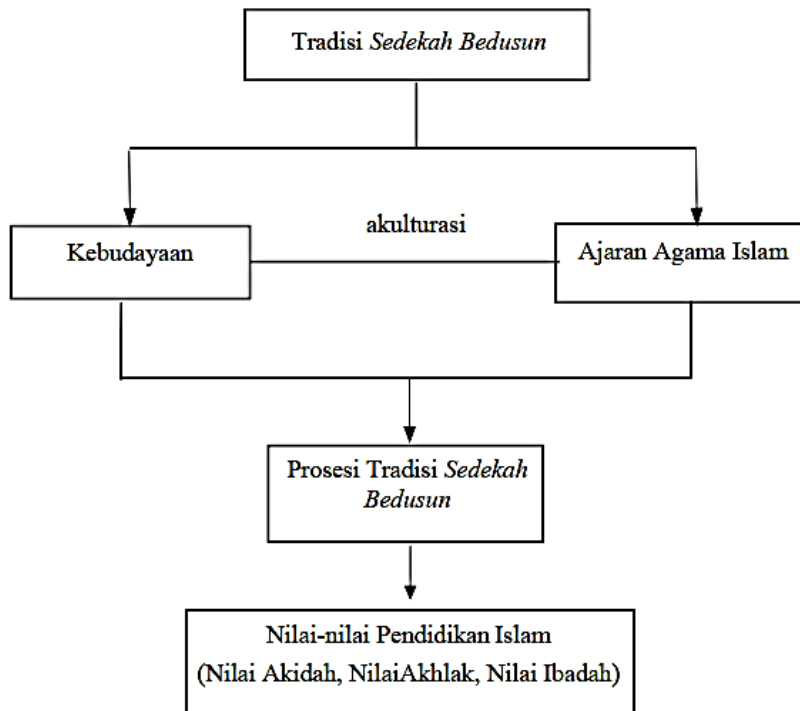 Tradisi Sedekah Bedusun
akulturasi
Kebudayaan
Ajaran Agama Islam
Prosesi Tradisi Sedekah
Bedusun
Nilai-nilai Pendidikan Islam
(Nilai Akidah, NilaiAkhlak, Nilai Ibadah)